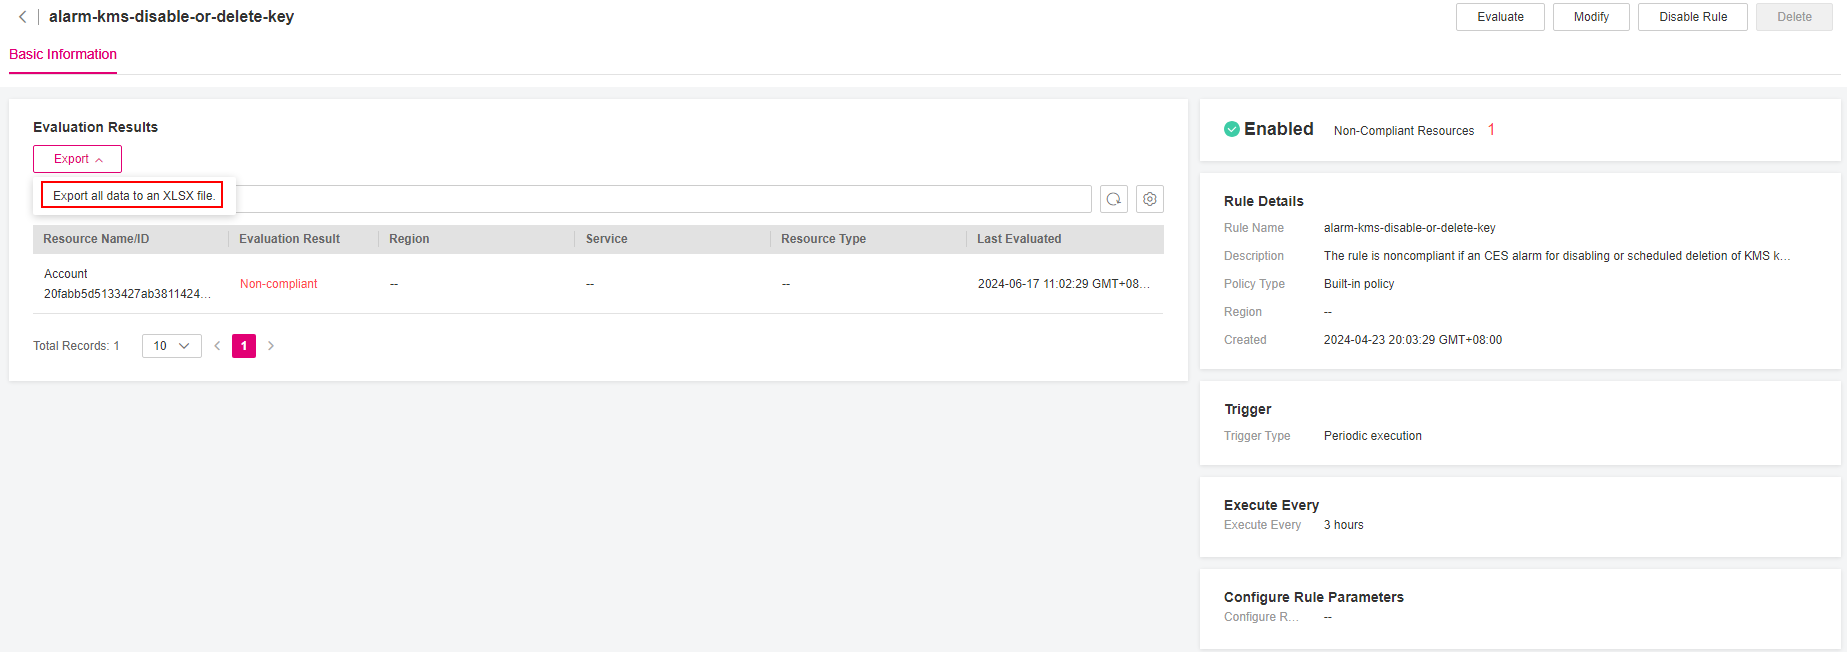 alarm-kms-disable-or-delete-key
Evaluate Modify Disable Rule Delete
Basic Information
Evaluation Results
Export
Export all data to an XLSX file.
Resource Name/ID Evaluation Result Region Service Resource Type Last Evaluated
Account
20fabb5d5133427ab3811424...
Non-compliant -- -- -- 2024-06-17 11:02:29 GMT+08...
Total Records: 1 10 1
Enabled Non-Compliant Resources 1
Rule Details
Rule Name alarm-kms-disable-or-delete-key
Description The rule is noncompliant if an CES alarm for disabling or scheduled deletion of KMS k...
Policy Type Built-in policy
Region --
Created 2024-04-23 20:03:29 GMT+08:00
Trigger
Trigger Type Periodic execution
Execute Every
Execute Every 3 hours
Configure Rule Parameters
Configure R... --